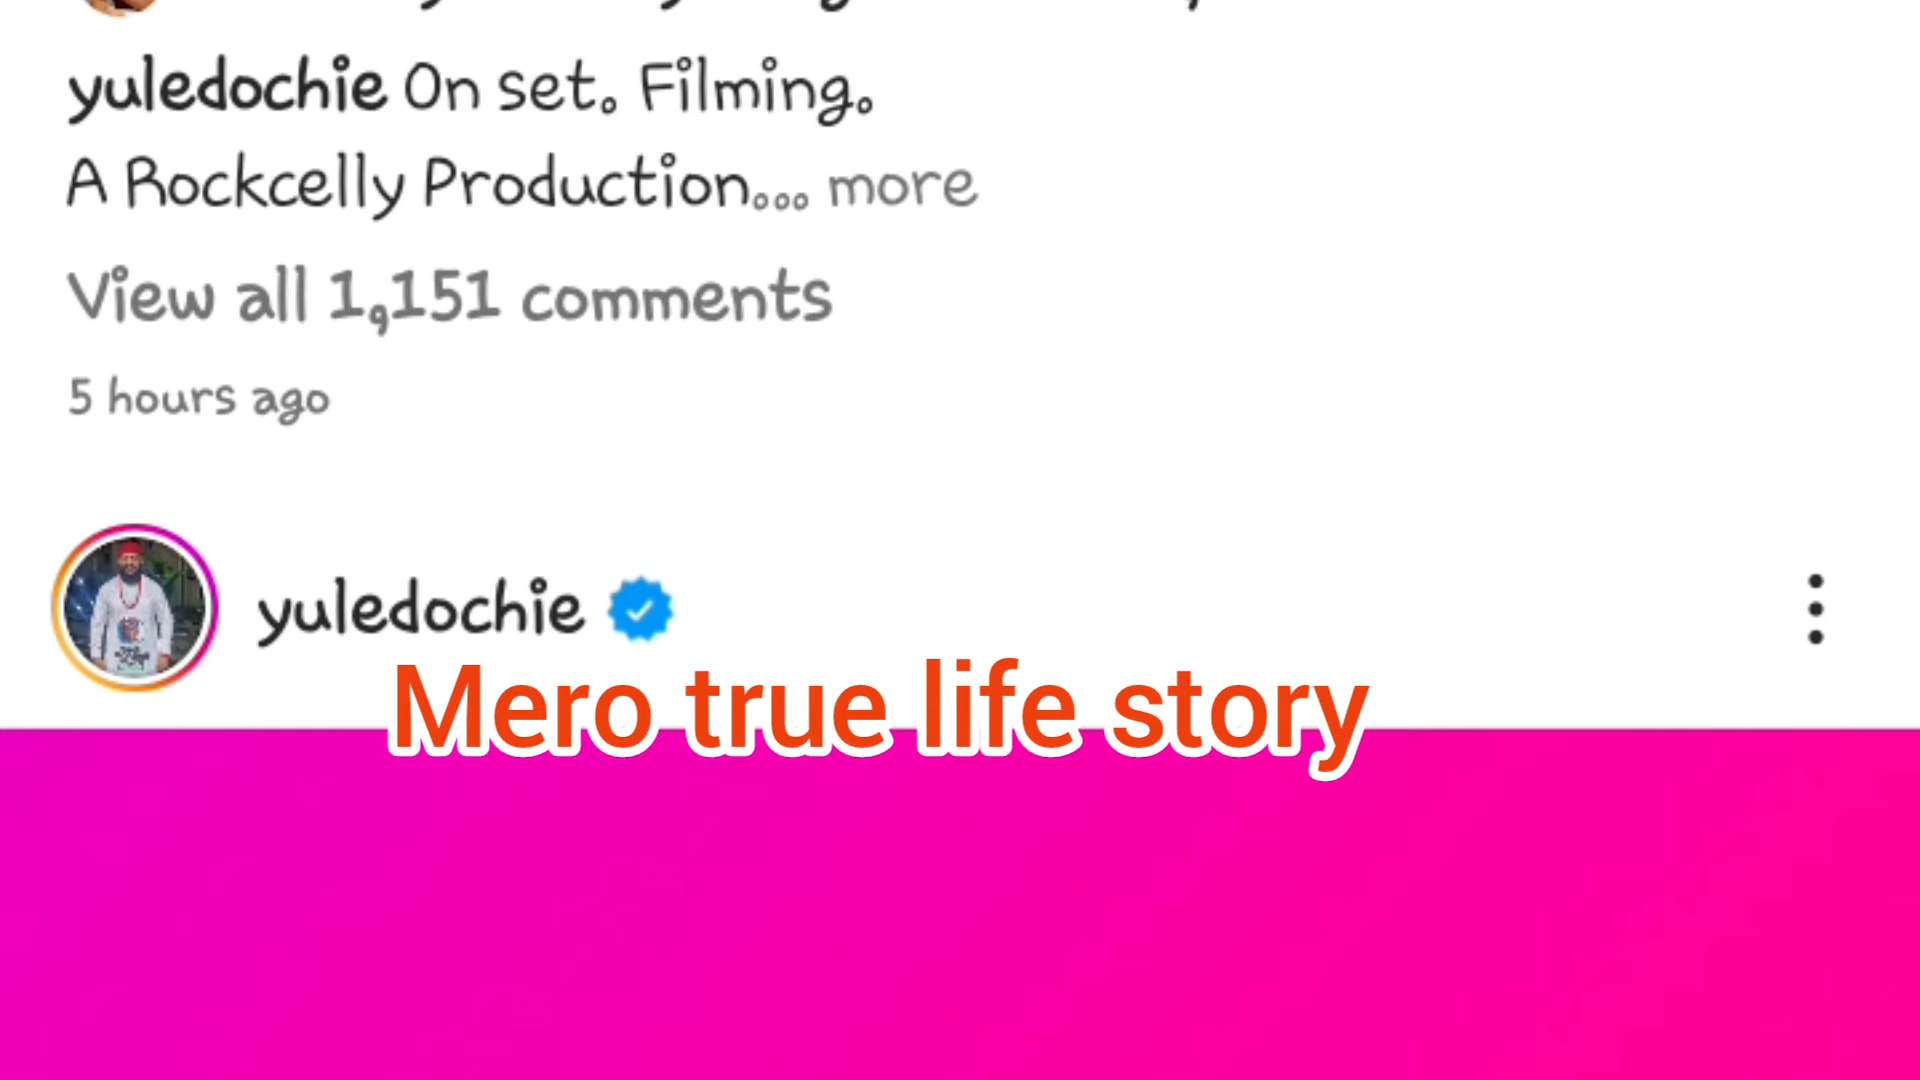 yuledochie On set. Filming.
A Rockcelly Production... more
View all 1,151 comments
5 hours ago
yuledochie
Mero true life story